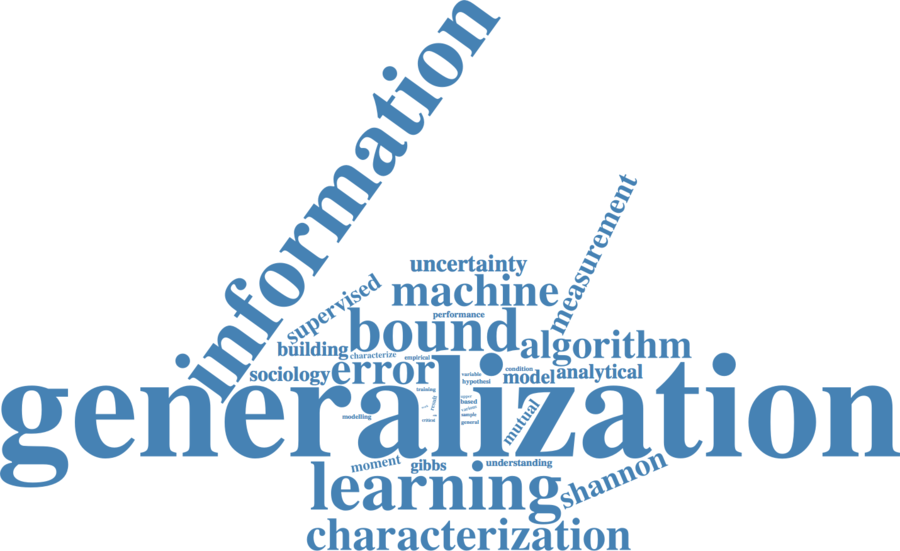 information
measurement
uncertainty
supervised
machine
performance
bound
building
characterize
empirical
algorithm
sociology
error
condition
variable
hypothesi
model
analytical
training
generalization
based
sample
general
modelling
mutual
moment
gibbs
understanding
learning
shannon
characterization